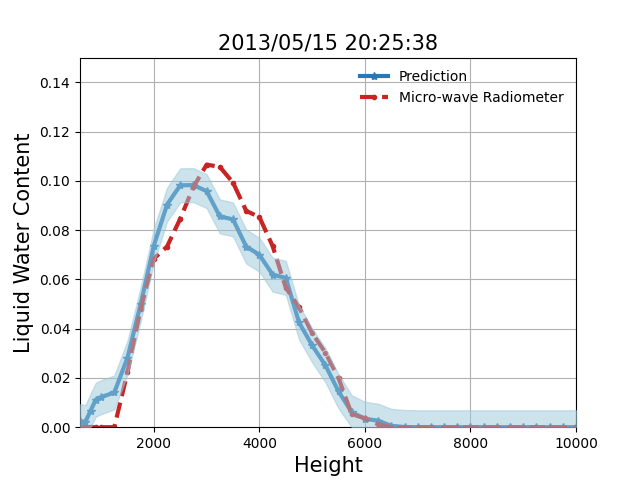 2013/05/15 20:25:38
Prediction
Micro-wave Radiometer
Liquid Water Content
0.14
0.12
0.10
0.08
0.06
0.04
0.02
0.00
2000 4000 6000 8000 10000
Height